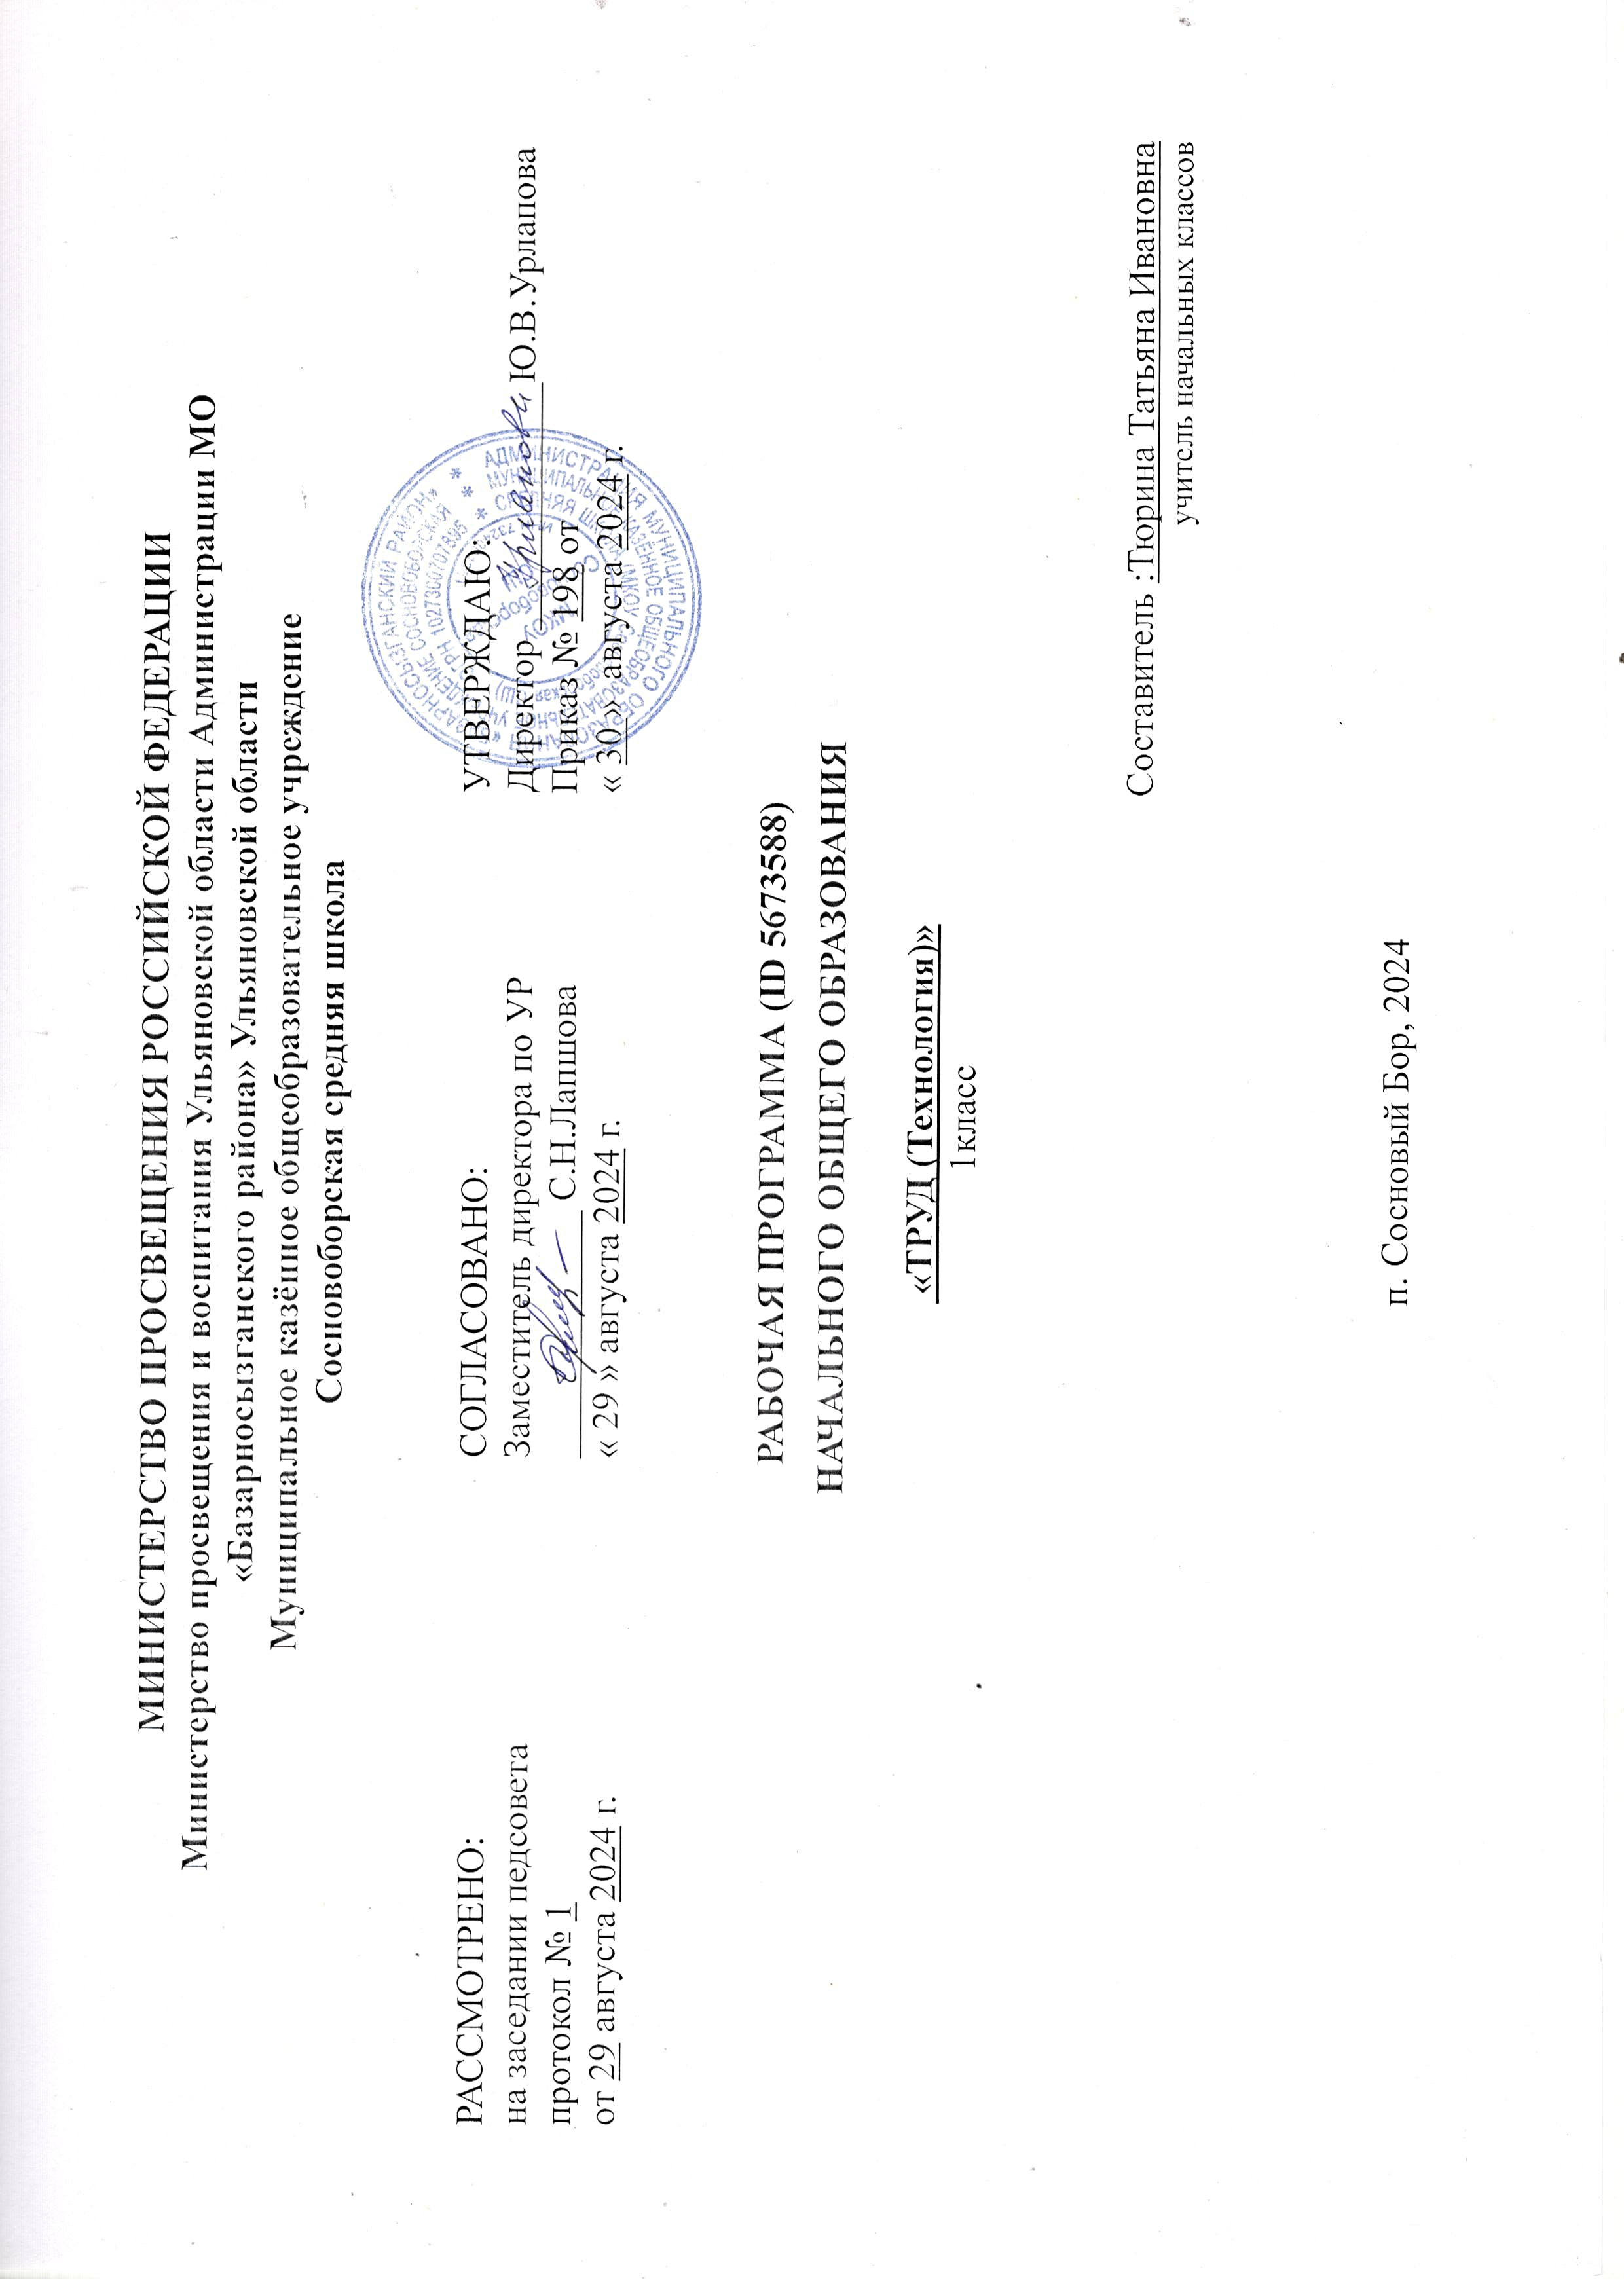 МИНИСТЕРСТВО ПРОСВЕЩЕНИЯ РОССИЙСКОЙ ФЕДЕРАЦИИ
Министерство просвещения и воспитания Ульяновской области Администрации МО
«Базарносызганского района» Ульяновской области
Муниципальное казённое общеобразовательное учреждение
Сосновоборская средняя школа
РАССМОТРЕНО:
на заседании педсовета
протокол № 1
от 29 августа 2024 г.
СОГЛАСОВАНО:
Заместитель директора по УР
С.Н.Лапшова
« 29 » августа 2024 г.
УТВЕРЖДАЮ:
Директор Ю.В.Урлапова
Приказ № 198 от
« 30» августа 2024 г.
РАБОЧАЯ ПРОГРАММА (ID 5673588)
НАЧАЛЬНОГО ОБЩЕГО ОБРАЗОВАНИЯ
«ТРУД (Технология)»
1класс
Составитель :Тюрина Татьяна Ивановна
учитель начальных классов
п. Сосновый Бор, 2024